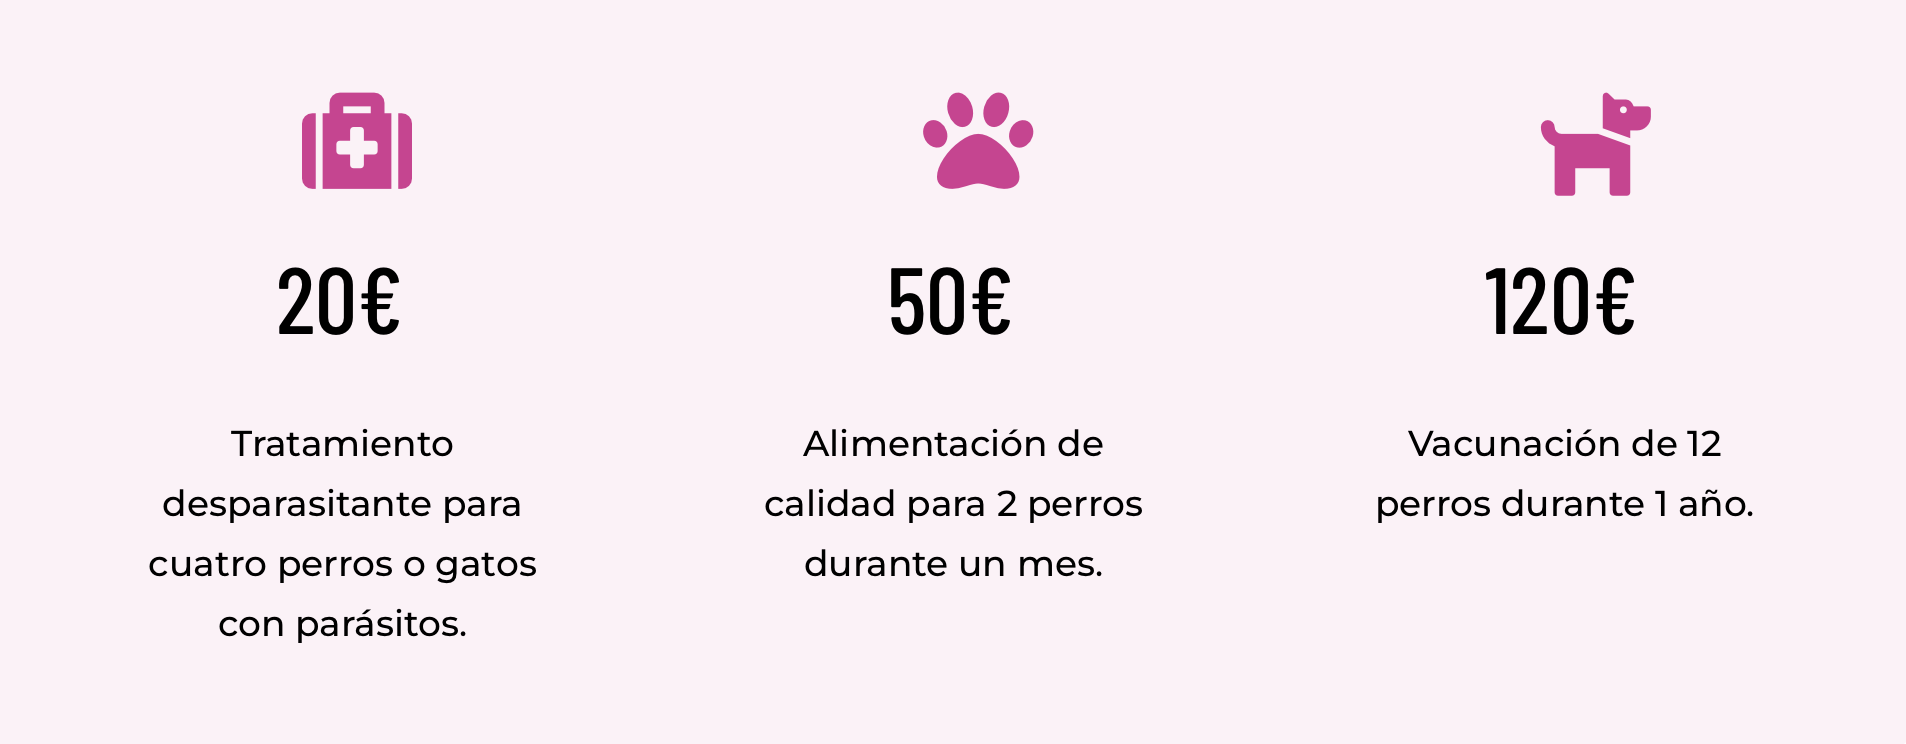 20€
Tratamiento
desparasitante para
cuatro perros o gatos
con parásitos.
50€
Alimentación de
calidad para 2 perros
durante un mes.
120€
Vacunación de 12
perros durante 1 año.